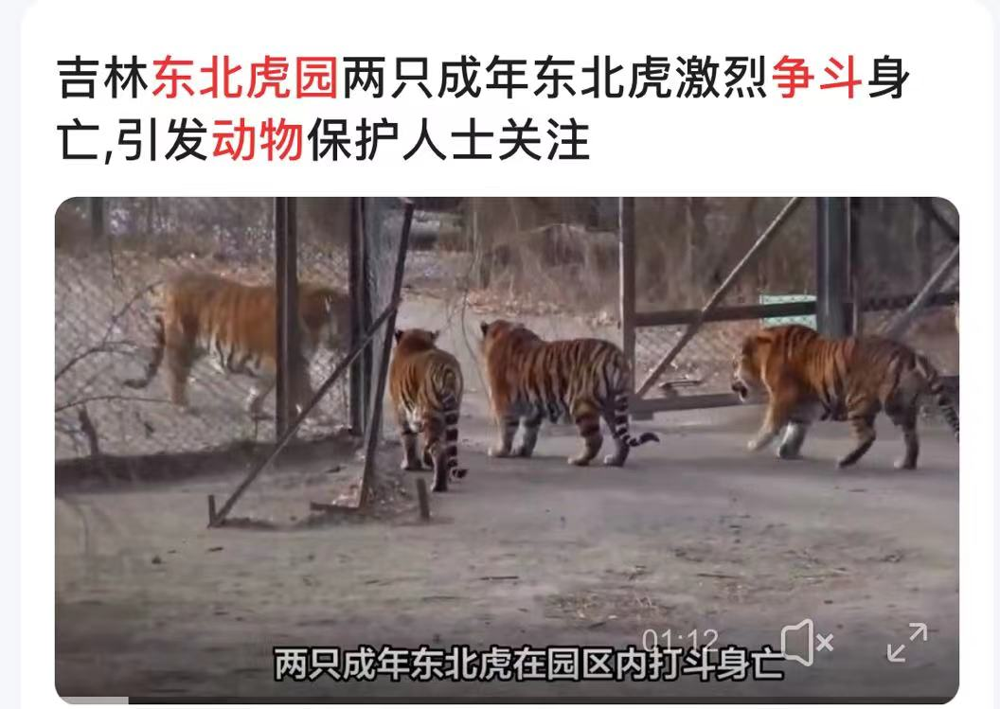 吉林东北虎园两只成年东北虎激烈争斗身
亡,引发动物保护人士关注
01:12
两只成年东北虎在园区内打斗身亡